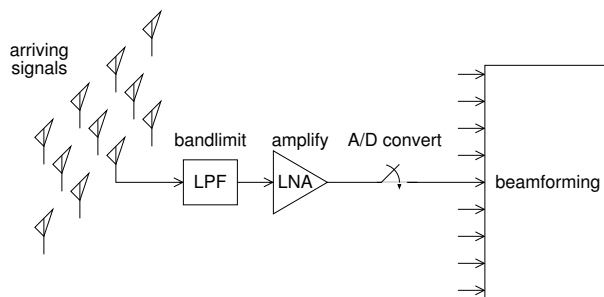 arriving
signals
bandlimit
amplify
A/D convert
LPF
LNA
beamforming